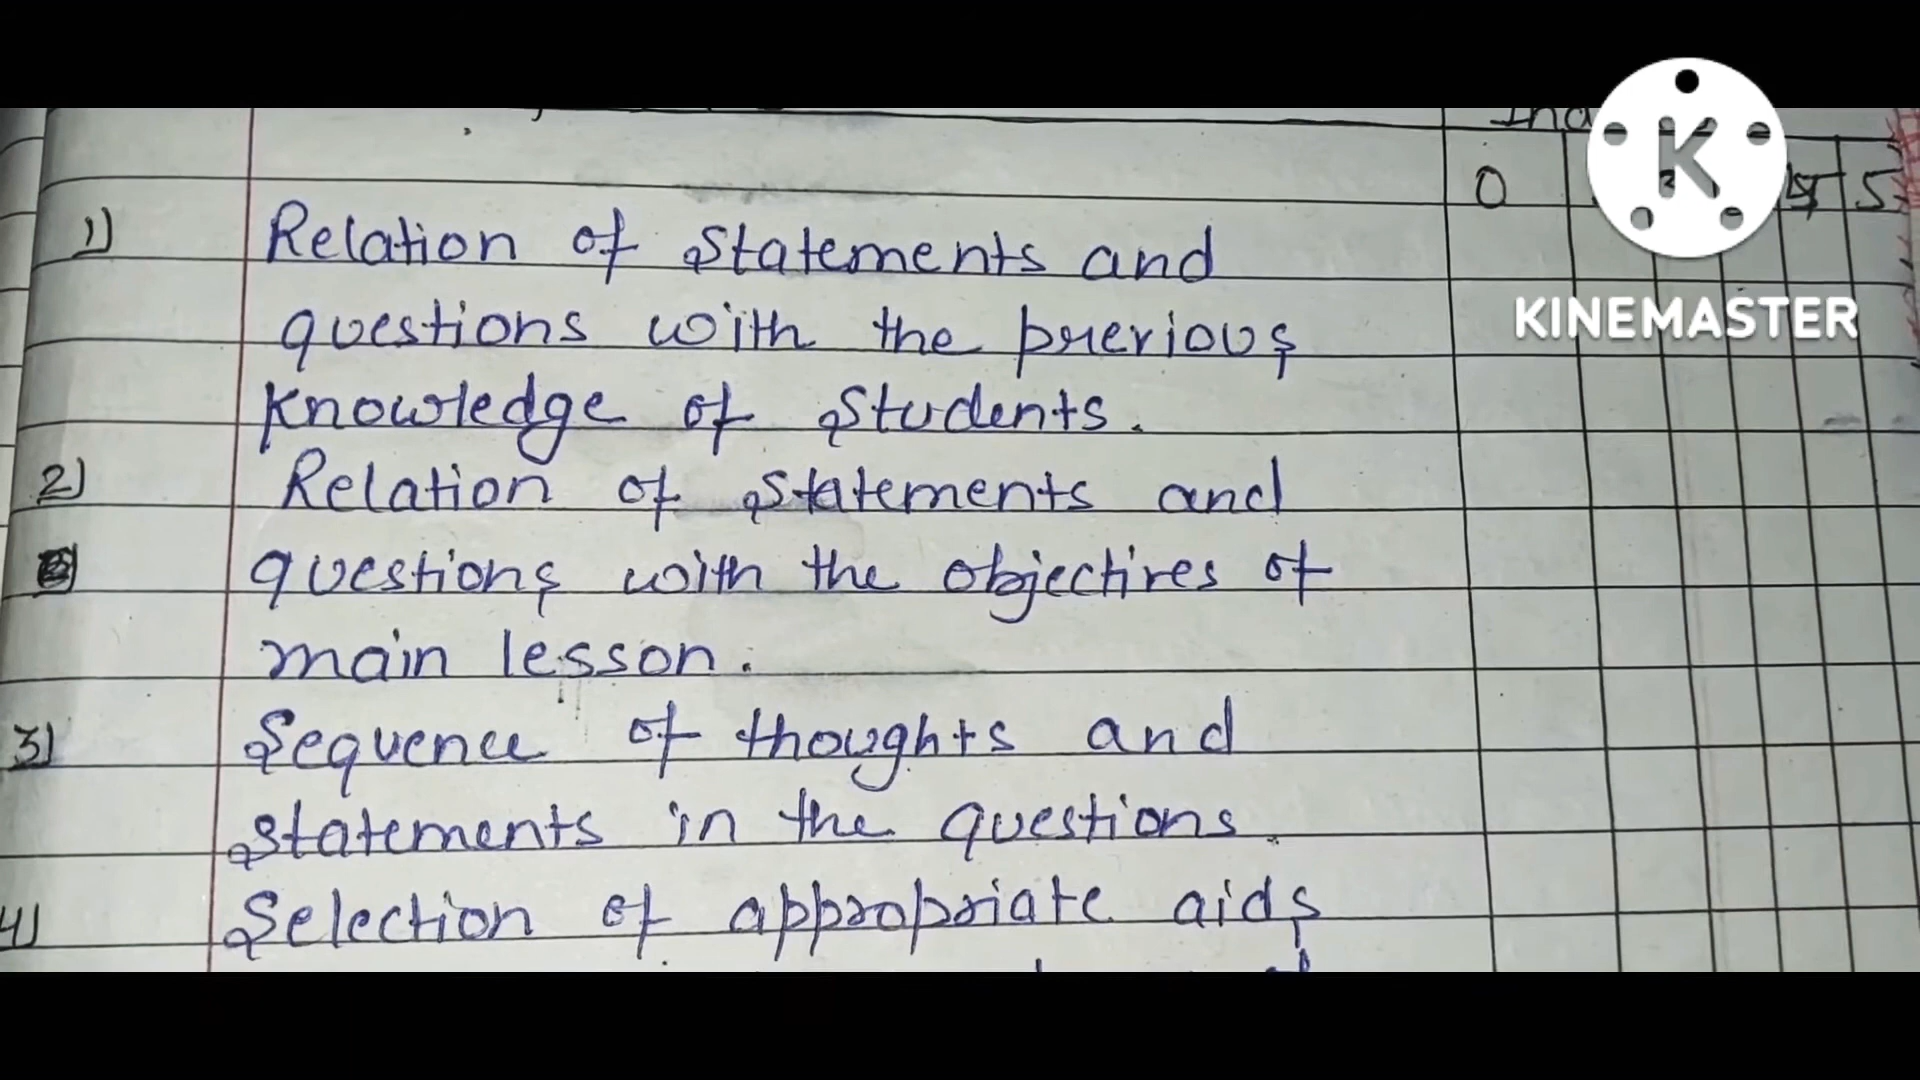 0 5
1) Relation of statements and
questions with the previous
knowledge of students.
2) Relation of statements and
questions with the objectives of
main lesson.
3) Sequence of thoughts and
statements in the questions.
4) Selection of appropriate aids
K
KINEMASTER